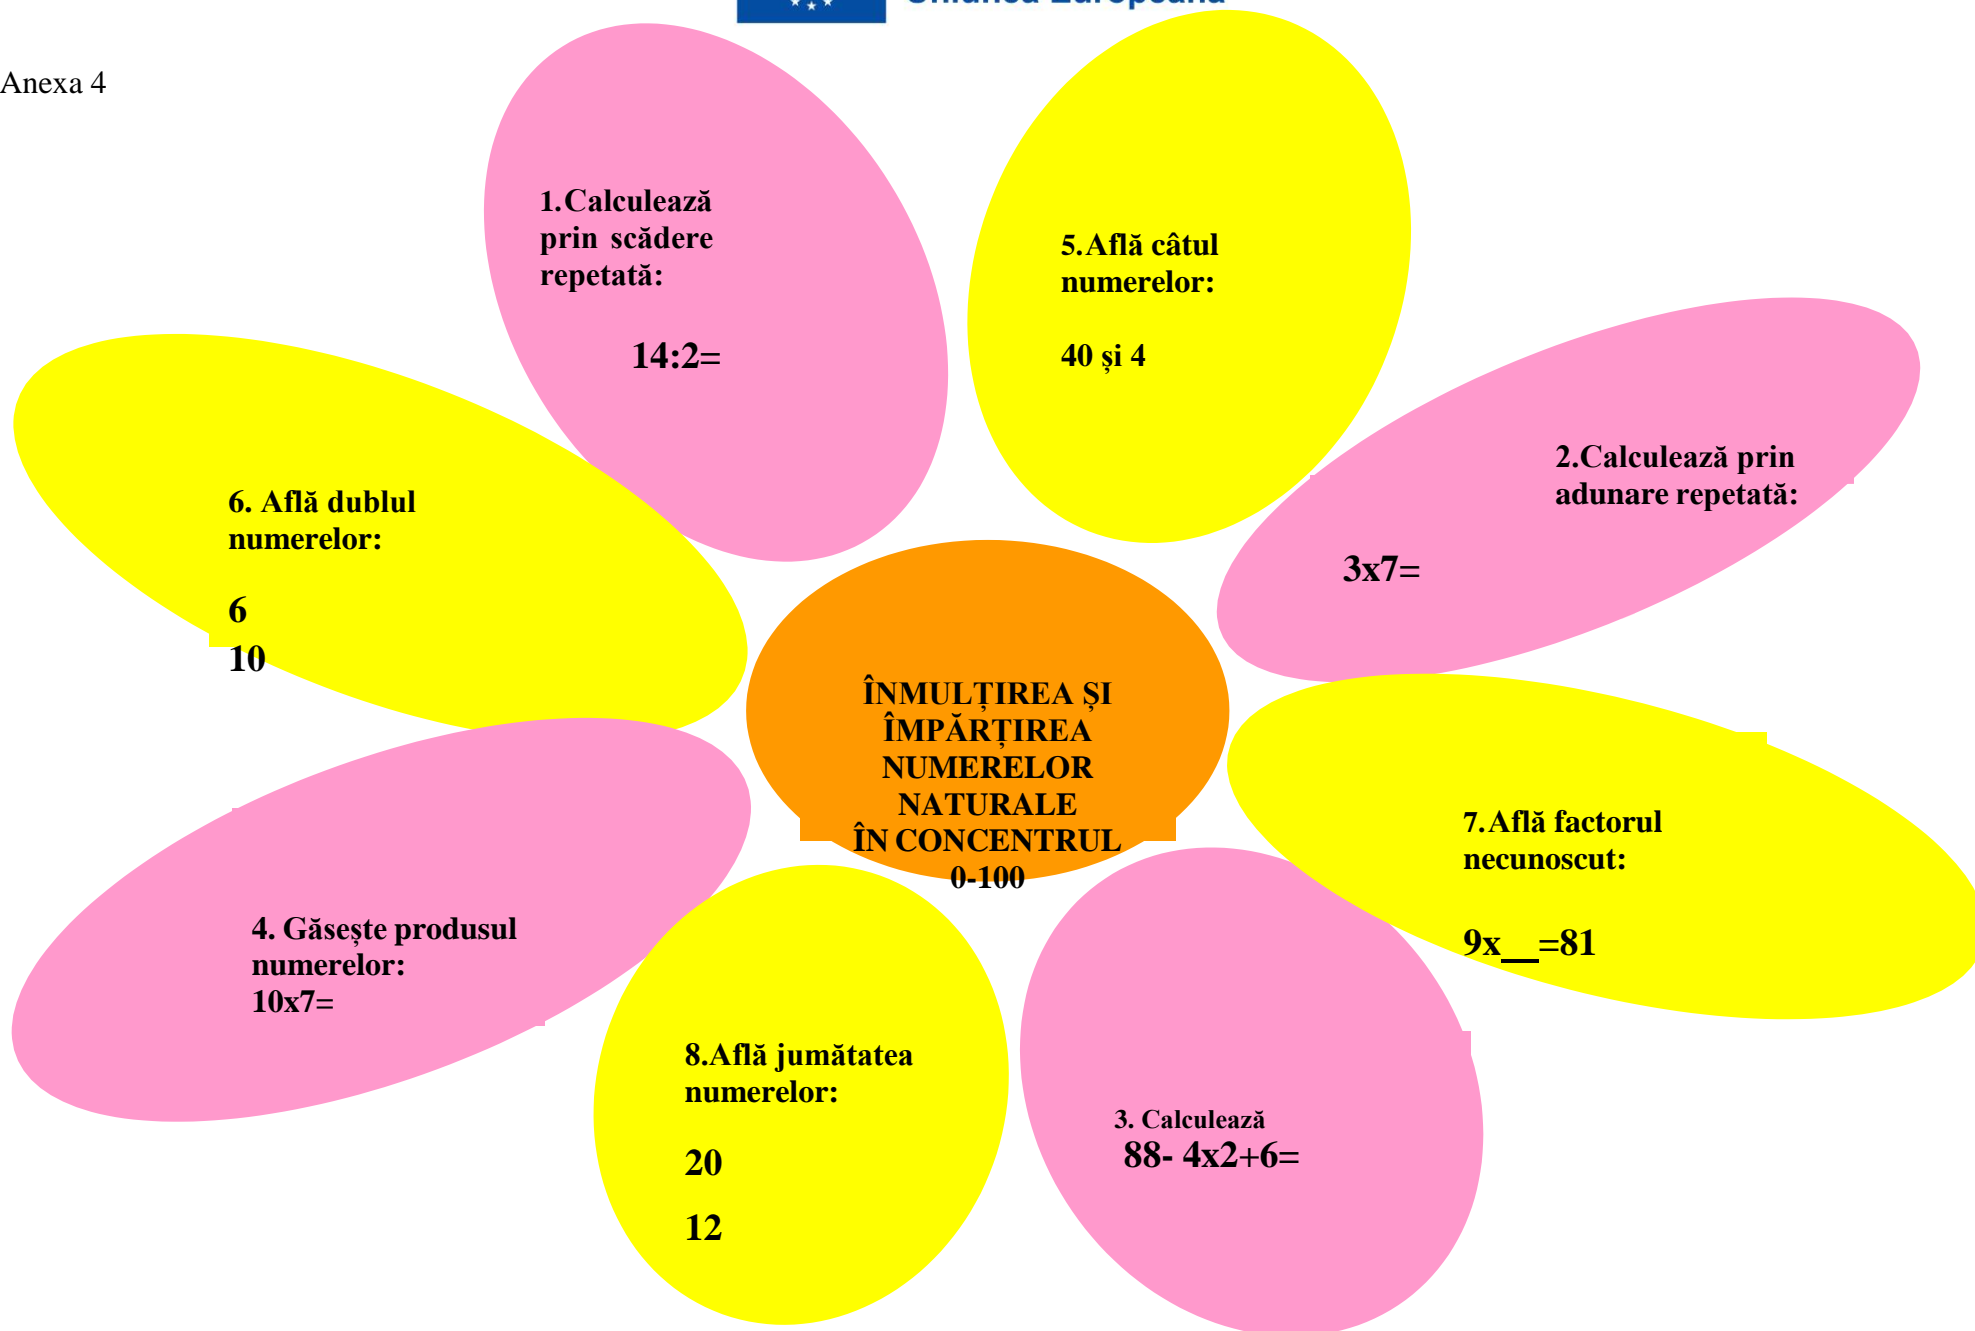 Anexa 4
1.Calculează
prin scădere
repetată:
14:2=
5.Află câtul
numerelor:
40 și 4
2.Calculează prin
adunare repetată:
3x7=
6. Află dublul
numerelor:
6
10
ÎNMULȚIREA ȘI
ÎMPĂRȚIREA
NUMERELOR
NATURALE
ÎN CONCENTRUL
0-100
7.Află factorul
necunoscut:
9x__=81
4. Găsește produsul
numerelor:
10x7=
8.Află jumătatea
numerelor:
20
12
3. Calculează
88- 4x2+6=